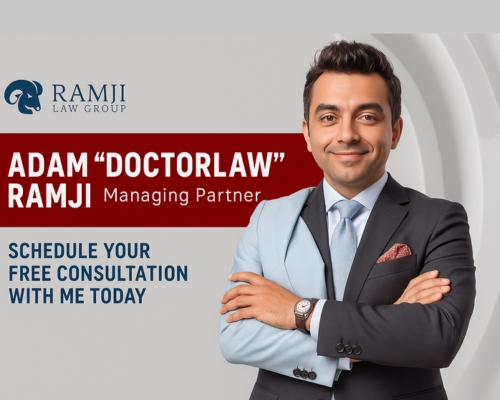 RAMJI
LAW GROUP
ADAM “DOCTORLAW”
RAMJI Managing Partner
SCHEDULE YOUR
FREE CONSULTATION
WITH ME TODAY